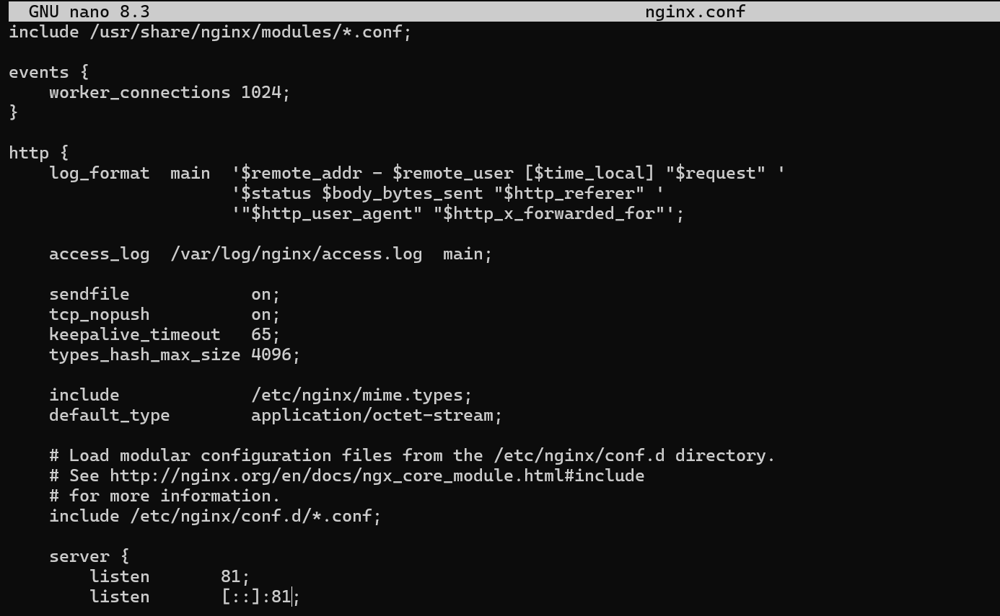 GNU nano 8.3 nginx.conf
include /usr/share/nginx/modules/*.conf;
events {
worker_connections 1024;
}
http {
log_format  main  '$remote_addr - $remote_user [$time_local] "$request" '
'$status $body_bytes_sent "$http_referer" '
'"$http_user_agent" "$http_x_forwarded_for"';
access_log  /var/log/nginx/access.log  main;
sendfile            on;
tcp_nopush          on;
keepalive_timeout   65;
types_hash_max_size 4096;
include             /etc/nginx/mime.types;
default_type        application/octet-stream;
# Load modular configuration files from the /etc/nginx/conf.d directory.
# See http://nginx.org/en/docs/ngx_core_module.html#include
# for more information.
include /etc/nginx/conf.d/*.conf;
server {
listen       81;
listen       [::]:81;